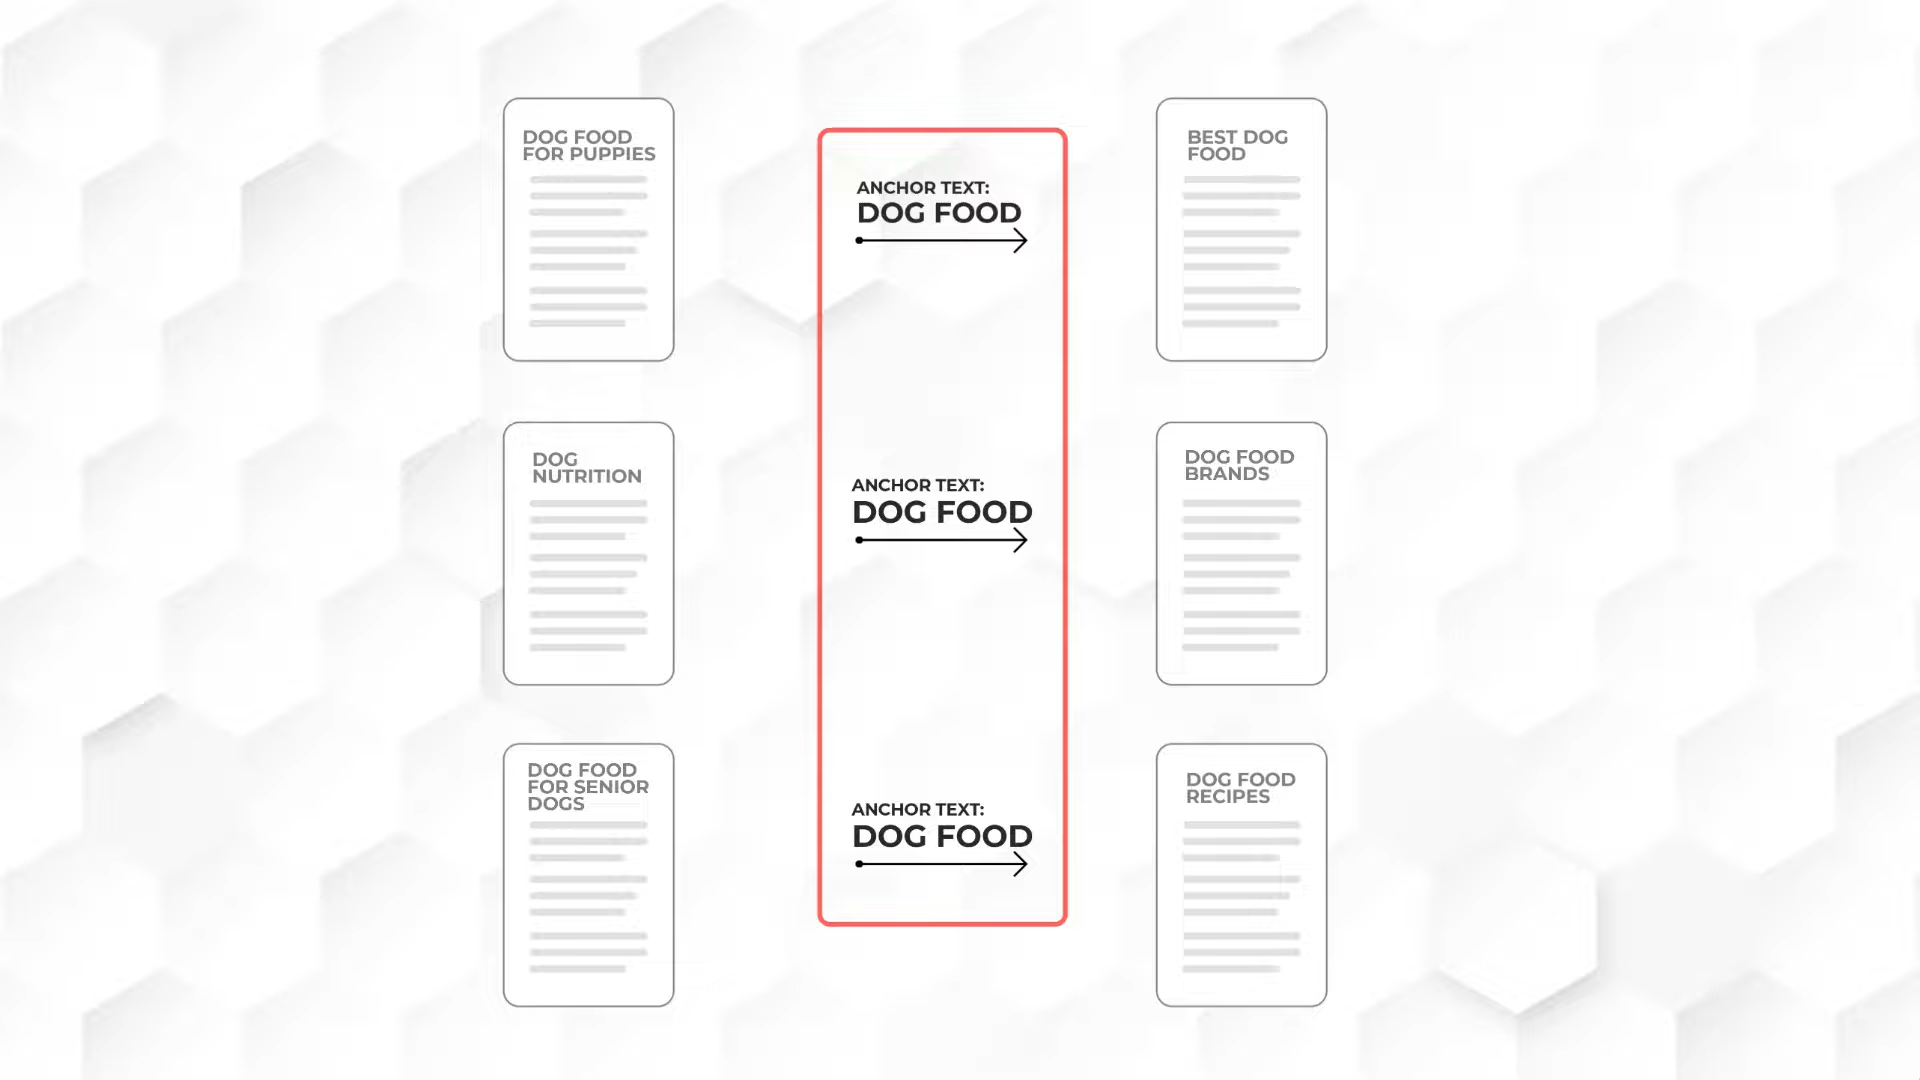 DOG FOOD
FOR PUPPIES
ANCHOR TEXT:
DOG FOOD
BEST DOG
FOOD
DOG
NUTRITION
ANCHOR TEXT:
DOG FOOD
DOG FOOD
BRANDS
DOG FOOD
FOR SENIOR
DOGS
ANCHOR TEXT:
DOG FOOD
DOG FOOD
RECIPES